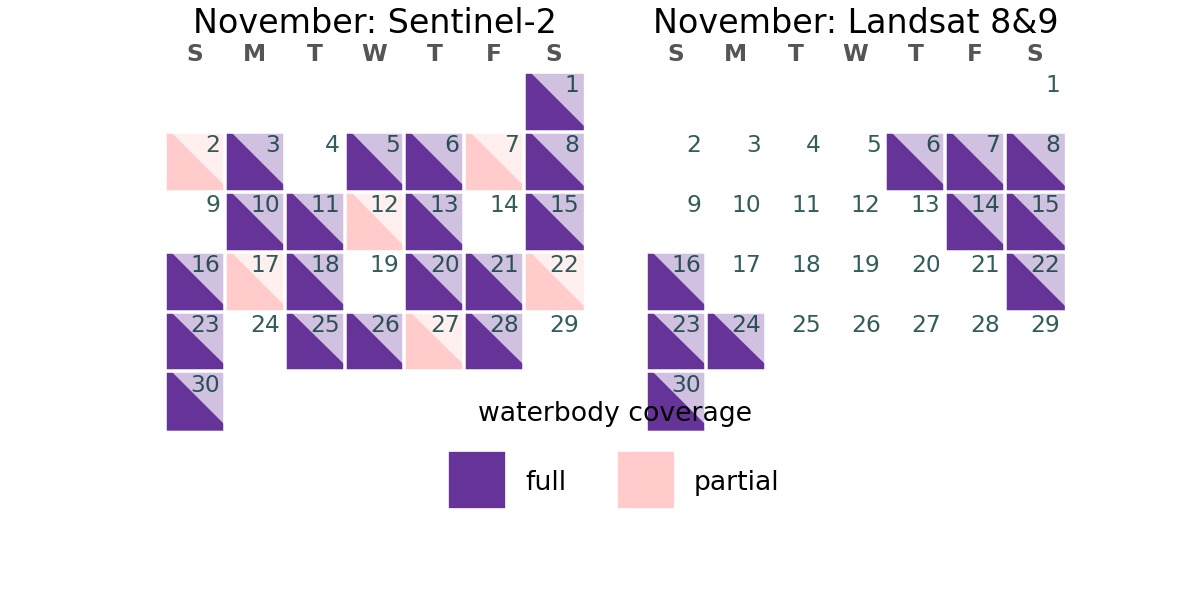 November: Sentinel-2
S M T W T F S
1
2 3 4 5 6 7 8
9 10 11 12 13 14 15
16 17 18 19 20 21 22
23 24 25 26 27 28 29
30
November: Landsat 8&9
S M T W T F S
1
2 3 4 5 6 7 8
9 10 11 12 13 14 15
16 17 18 19 20 21 22
23 24 25 26 27 28 29
30
waterbody coverage
full partial